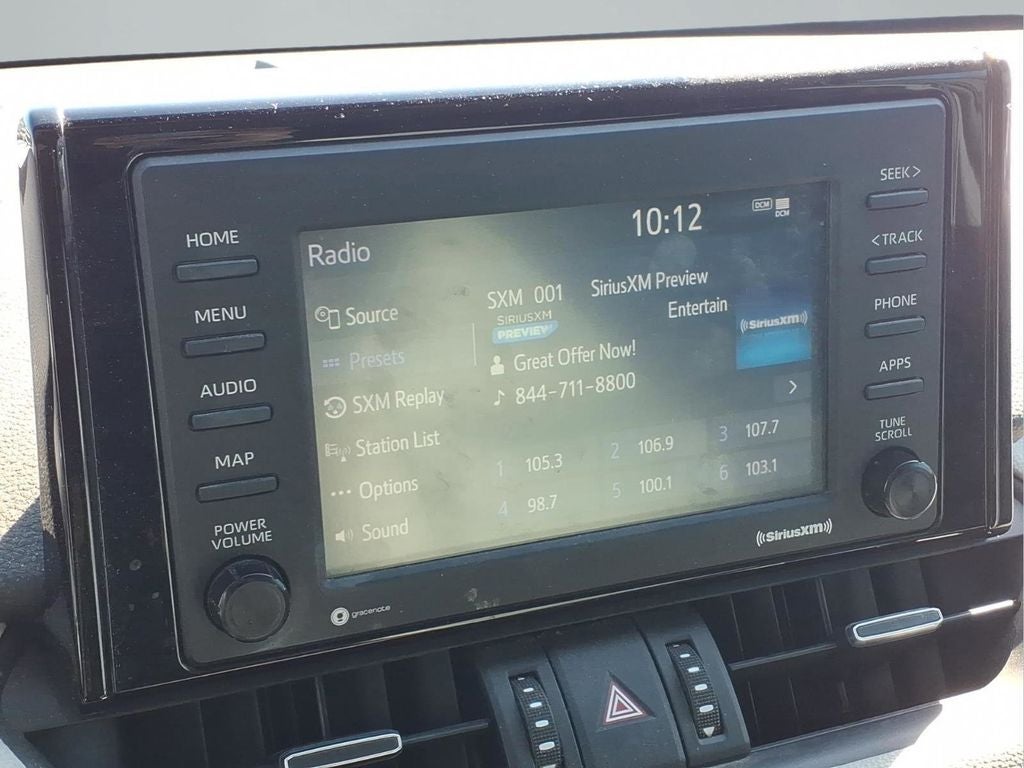 HOME
MENU
AUDIO
MAP
POWER
VOLUME
Radio
10:12
DCM
DCM
Source
Presets
SXM Replay
Station List
Options
Sound
SXM 001
SiriusXM Preview
SIRIUSXM
PREVIEW
Entertain
((SiriusXM))
Great Offer Now!
844-711-8800
1 105.3
2 106.9
3 107.7
4 98.7
5 100.1
6 103.1
gracenote
((SiriusXM))
SEEK >
< TRACK
PHONE
APPS
TUNE
SCROLL